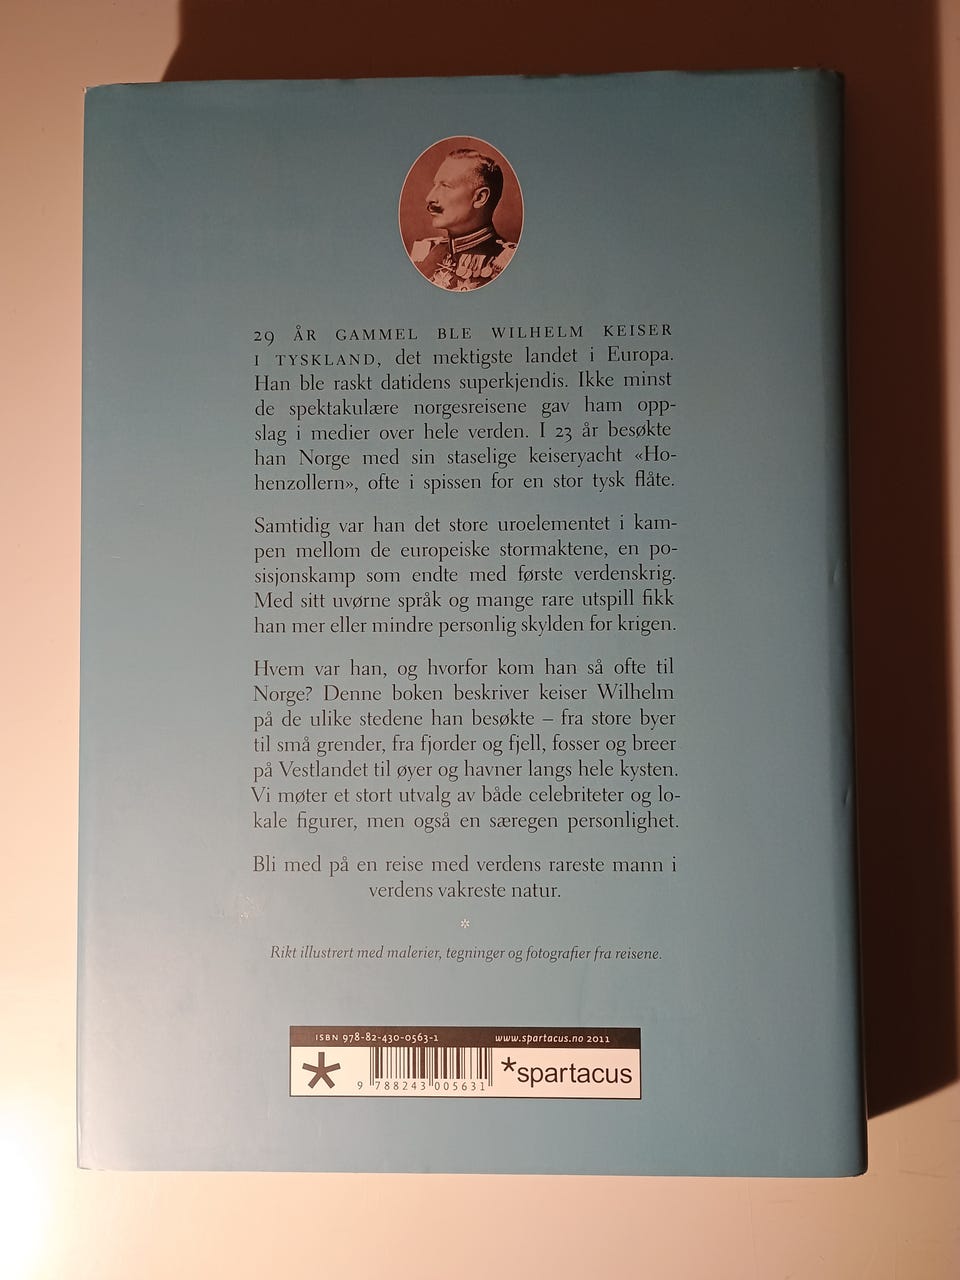 29 ÅR GAMMEL BLE WILHELM KEISER
I TYSKLAND, det mektigste landet i Europa.
Han ble raskt datidens superkjendis. Ikke minst
de spektakulære norgesreisene gav ham opp-
slag i medier over hele verden. I 23 år besøkte
han Norge med sin staselige keiseryacht «Ho-
henzollern», ofte i spissen for en stor tysk flåte.
Samtidig var han det store uroelementet i kam-
pen mellom de europeiske stormaktene, en po-
sisjonskamp som endte med første verdenskrig.
Med sitt uvørne språk og mange rare utspill fikk
han mer eller mindre personlig skylden for krigen.
Hvem var han, og hvorfor kom han så ofte til
Norge? Denne boken beskriver keiser Wilhelm
på de ulike stedene han besøkte – fra store byer
til små grender, fra fjorder og fjell, fosser og breer
på Vestlandet til øyer og havner langs hele kysten.
Vi møter et stort utvalg av både celebriteter og lo-
kale figurer, men også en særegen personlighet.
Bli med på en reise med verdens rareste mann i
verdens vakreste natur.
*
Rikt illustrert med malerier, tegninger og fotografier fra reisene.
ISBN 978-82-430-0563-1 www.spartacus.no 2011
* *spartacus
9 788243 005631